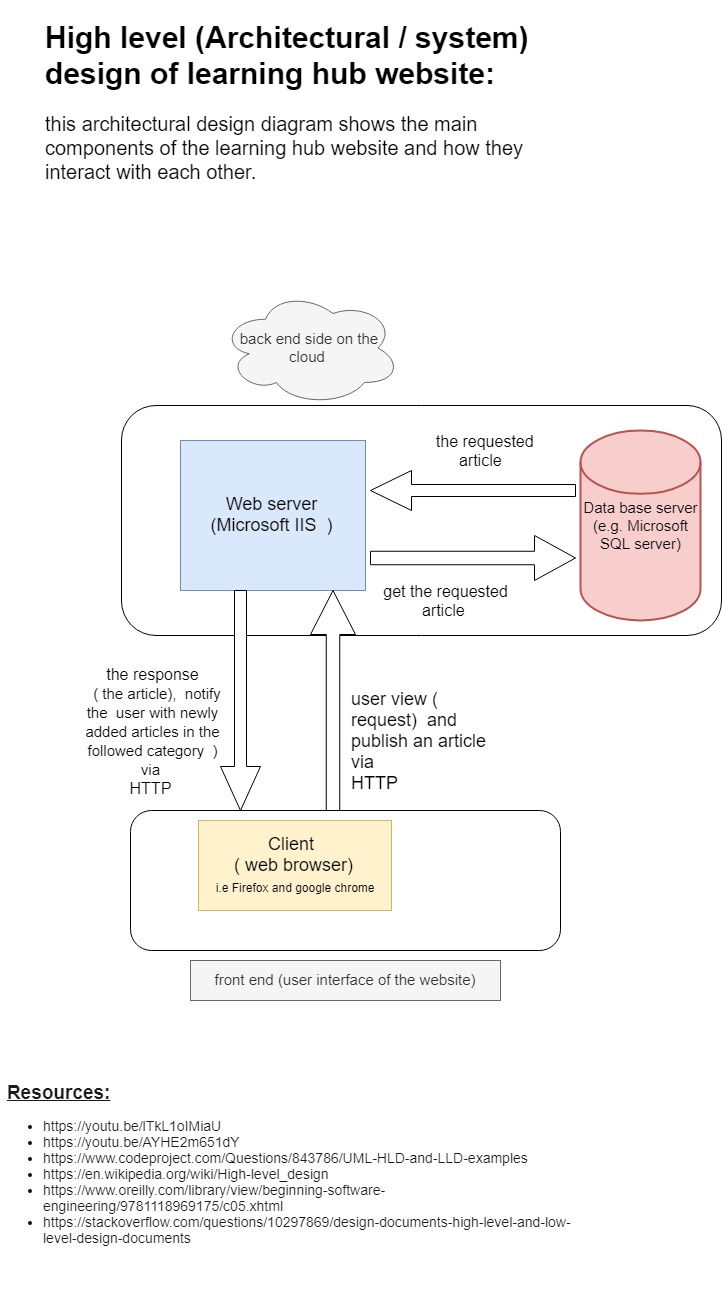 High level (Architectural / system)
design of learning hub website:
this architectural design diagram shows the main
components of the learning hub website and how they
interact with each other.
back end side on the
cloud
the requested
article
Web server
(Microsoft IIS  )
Data base server
(e.g. Microsoft
SQL server)
get the requested
article
the response
( the article),  notify
the  user with newly
added articles in the
followed category  )
via
HTTP
user view (
request)  and
publish an article
via
HTTP
Client
( web browser)
i.e Firefox and google chrome
front end (user interface of the website)
Resources:
• https://youtu.be/ITkL1oIMiaU
• https://youtu.be/AYHE2m651dY
• https://www.codeproject.com/Questions/843786/UML-HLD-and-LLD-examples
• https://en.wikipedia.org/wiki/High-level_design
• https://www.oreilly.com/library/view/beginning-software-
engineering/9781118969175/c05.xhtml
• https://stackoverflow.com/questions/10297869/design-documents-high-level-and-low-
level-design-documents